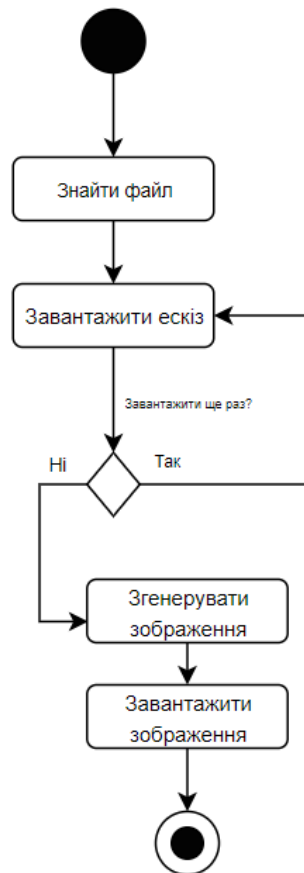 Знайти файл
Завантажити ескіз
Завантажити ще раз?
Ні
Так
Згенерувати
зображення
Завантажити
зображення